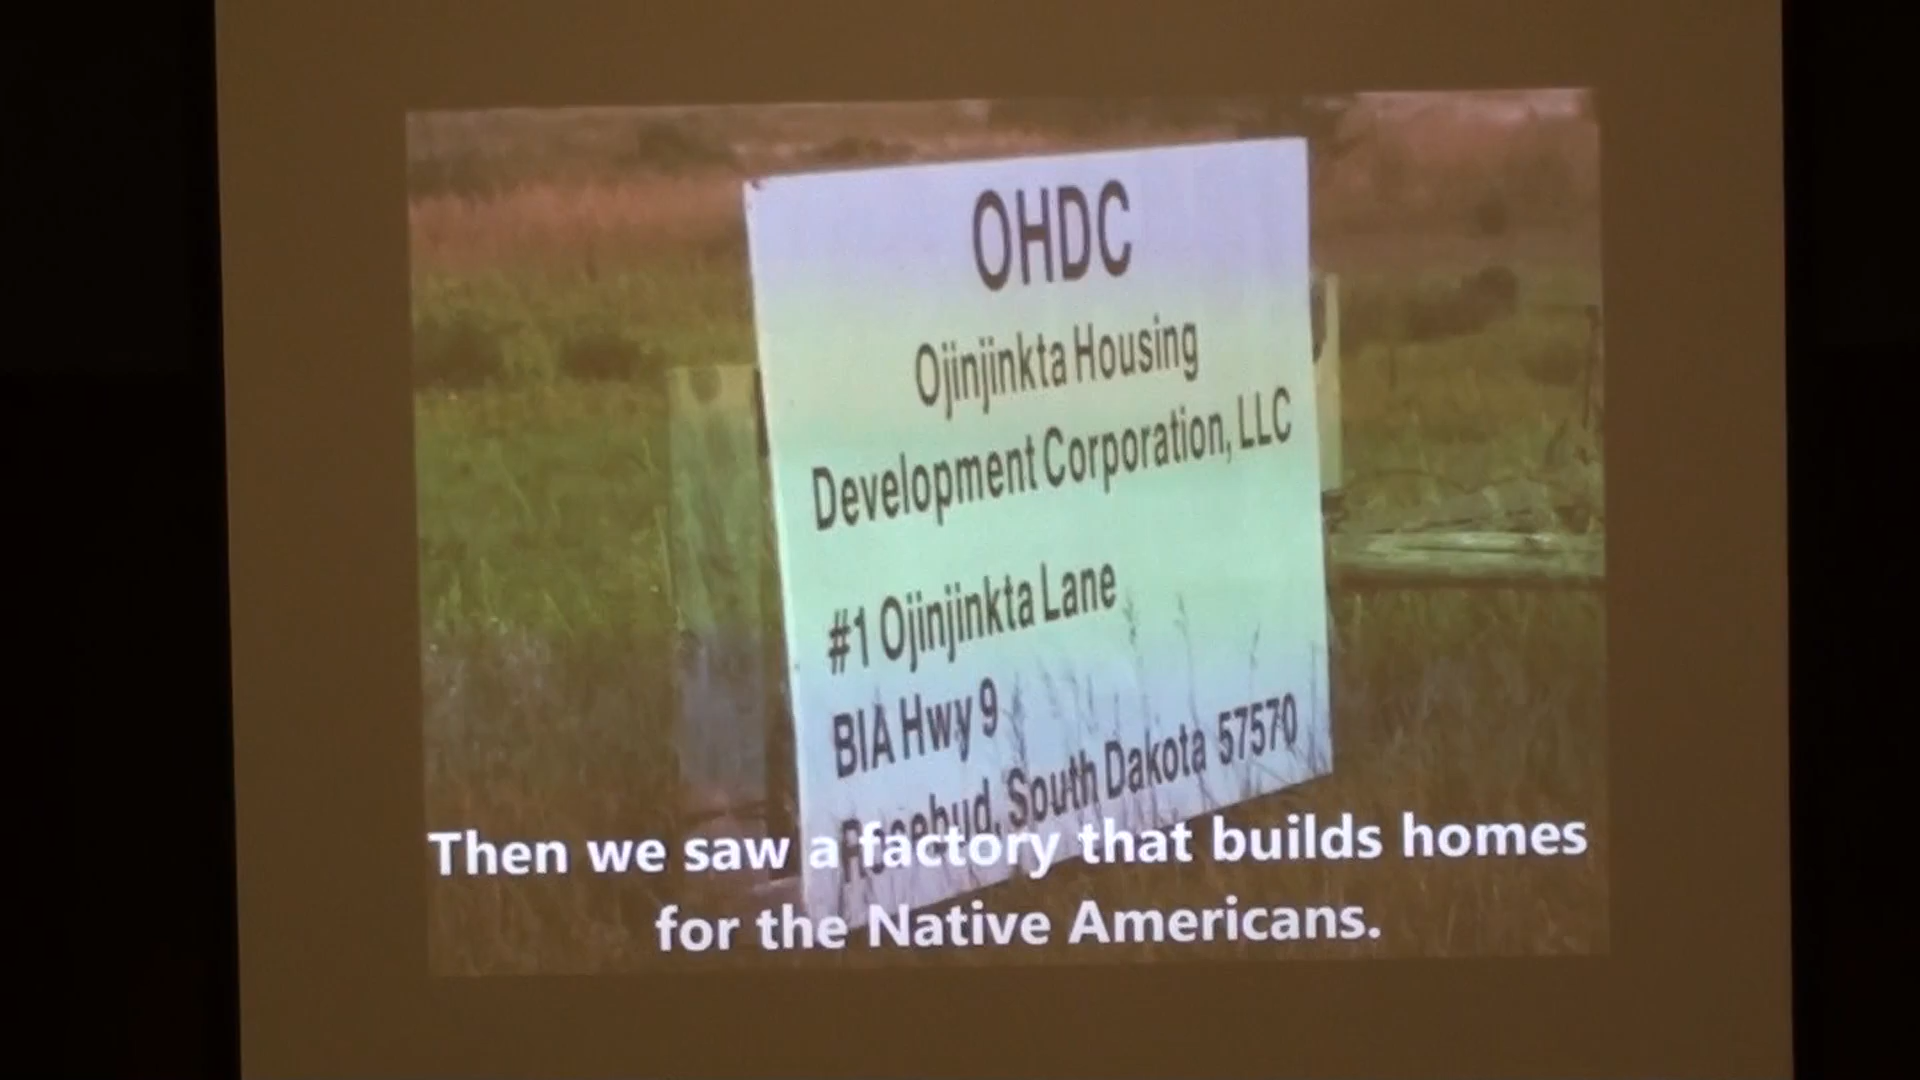 OHDC
Ojinjinkta Housing
Development Corporation, LLC
#1 Ojinjinkta Lane
BIA Hwy 9
Rosebud, South Dakota 57570
Then we saw a factory that builds homes
for the Native Americans.